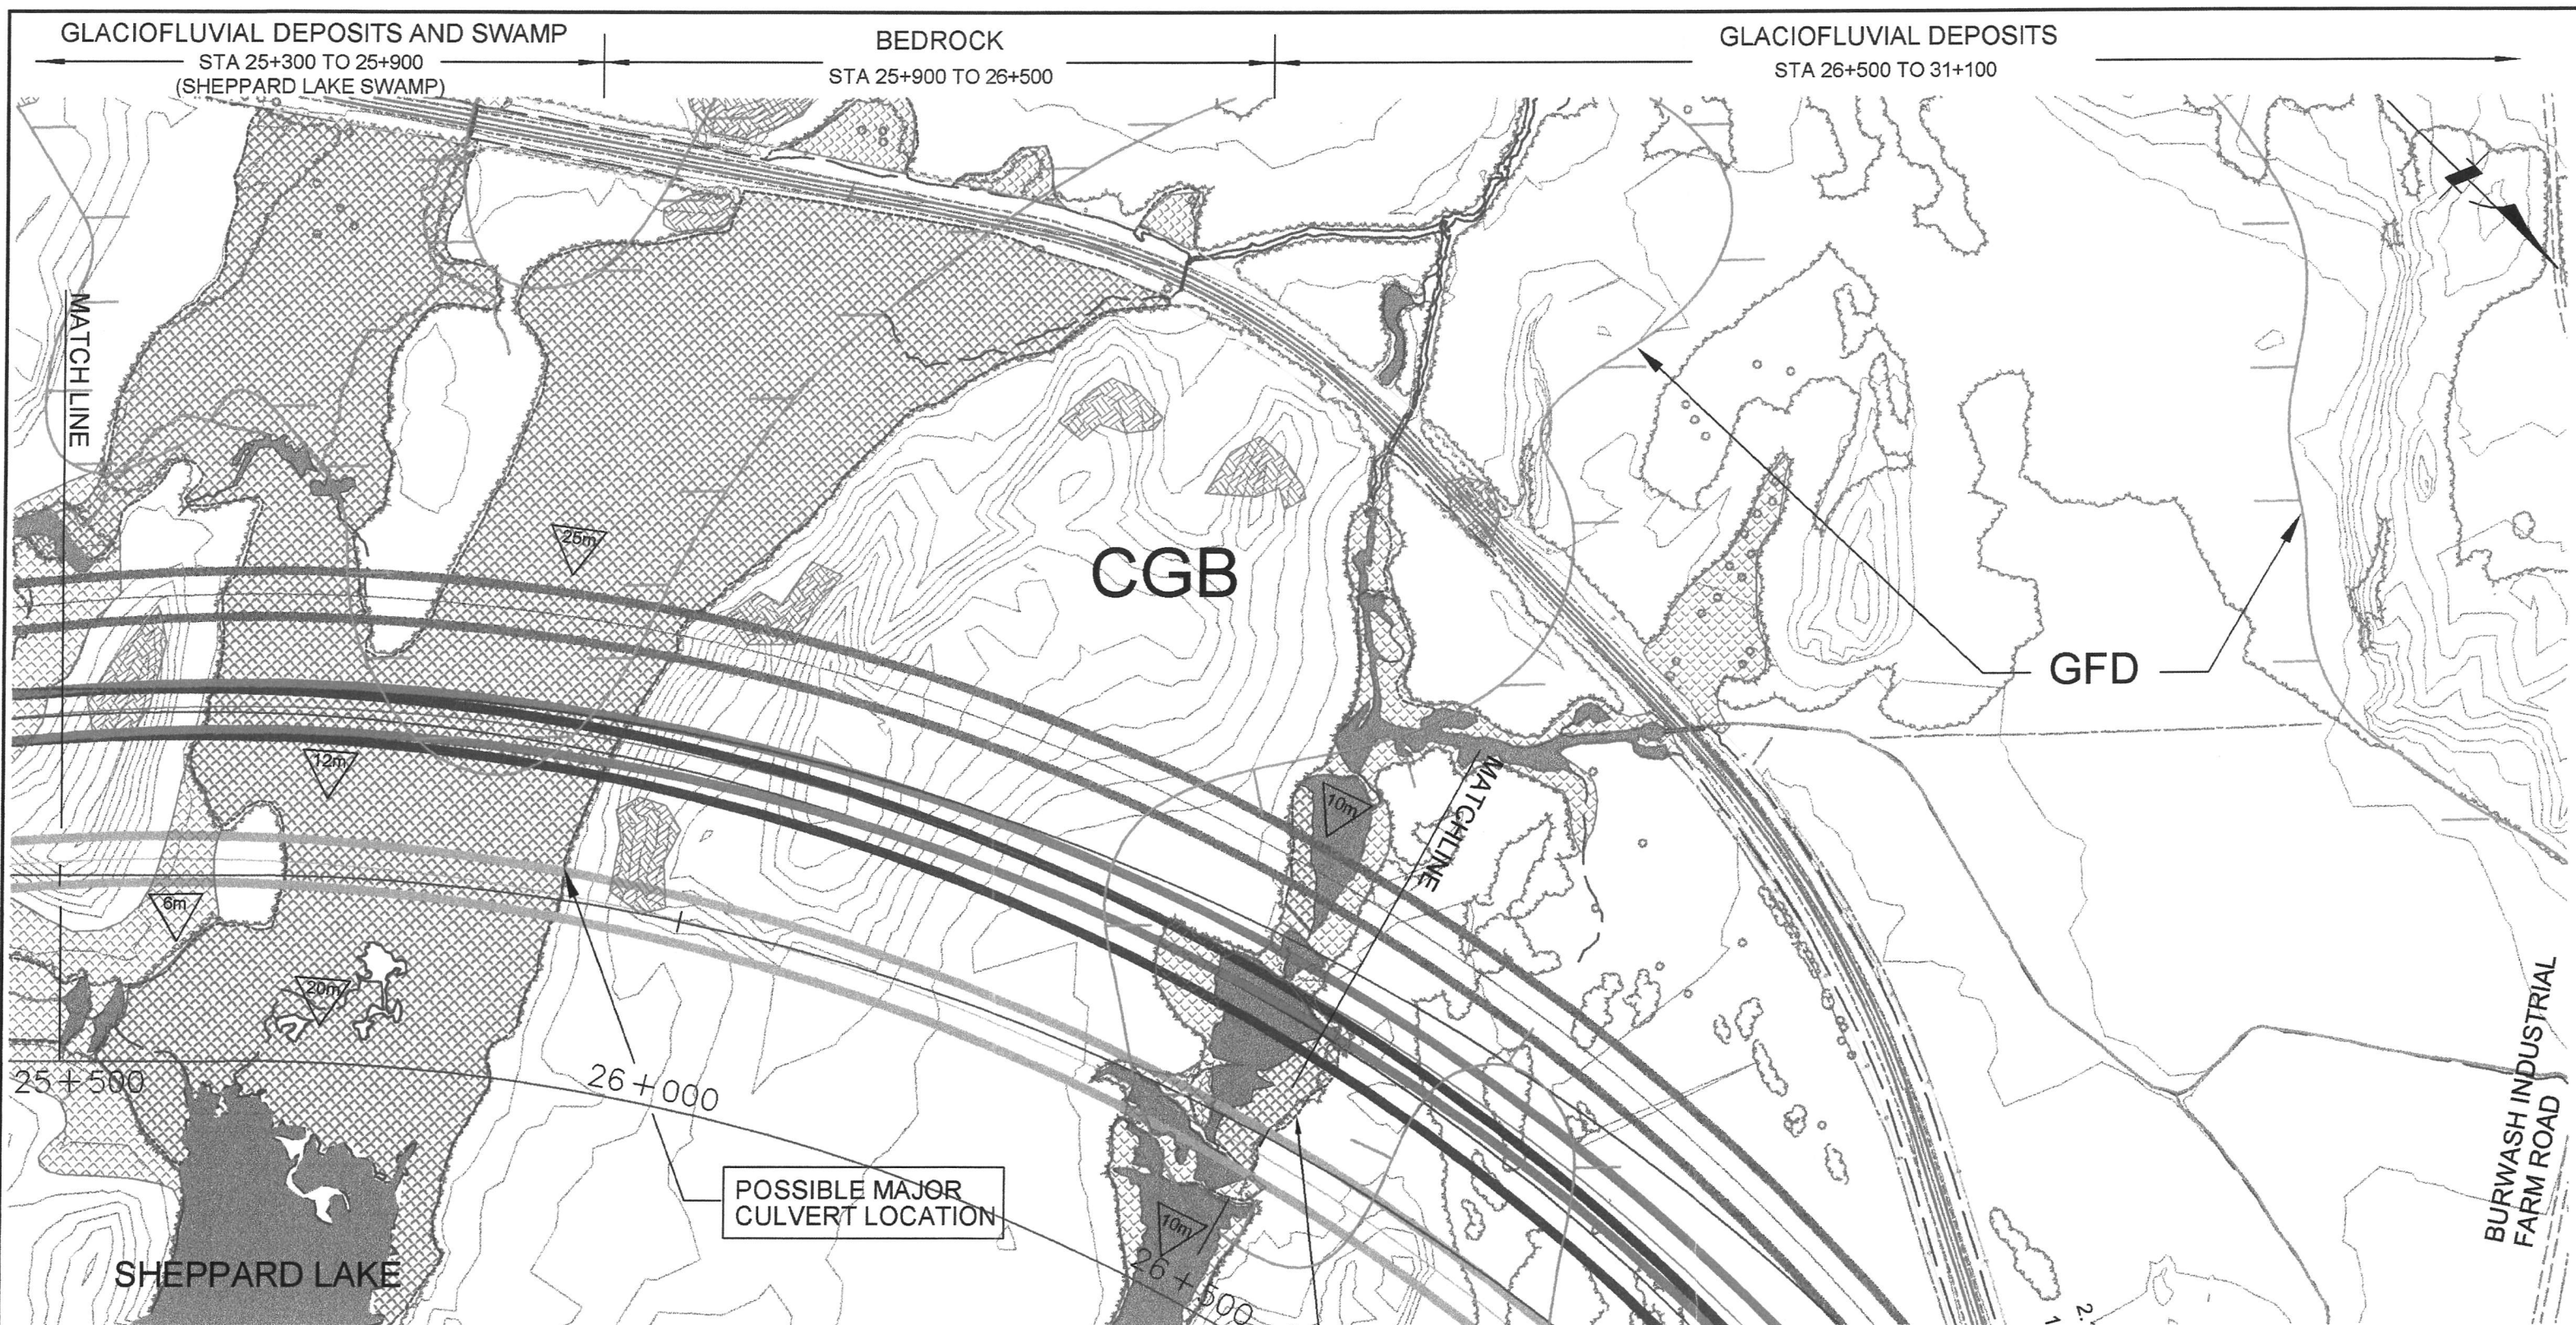 GLACIOFLUVIAL DEPOSITS AND SWAMP
STA 25+300 TO 25+900
(SHEPPARD LAKE SWAMP)
BEDROCK
STA 25+900 TO 26+500
GLACIOFLUVIAL DEPOSITS
STA 26+500 TO 31+100
MATCH LINE
25m
CGB
GFD
12m
10m
MATCHLINE
6m
20m
25+500
26+000
POSSIBLE MAJOR
CULVERT LOCATION
10m
26+500
SHEPPARD LAKE
BURWASH INDUSTRIAL
FARM ROAD